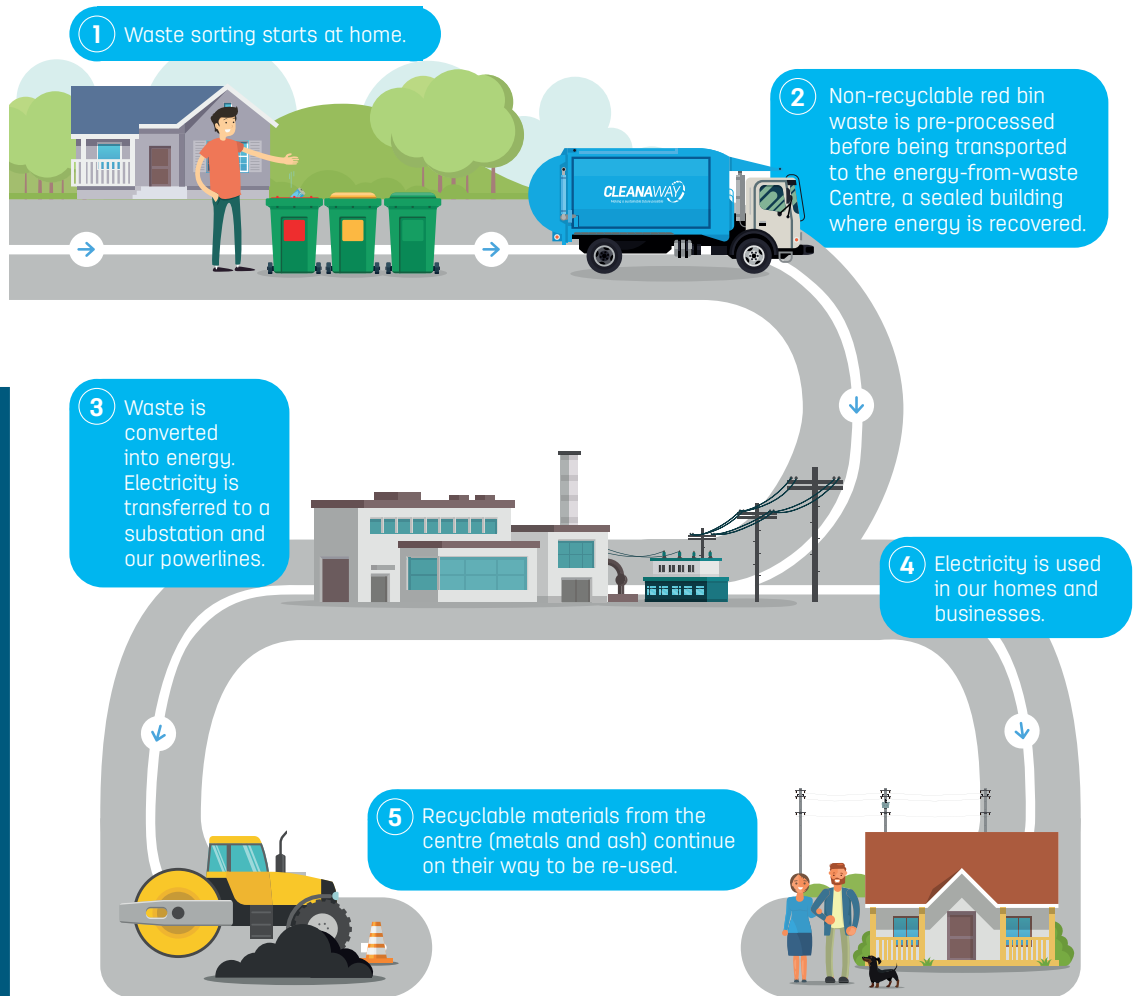 1 Waste sorting starts at home.
2 Non-recyclable red bin
waste is pre-processed
before being transported
to the energy-from-waste
Centre, a sealed building
where energy is recovered.
CLEANAWAY
3 Waste is
converted
into energy.
Electricity is
transferred to a
substation and
our powerlines.
4 Electricity is used
in our homes and
businesses.
5 Recyclable materials from the
centre (metals and ash) continue
on their way to be re-used.